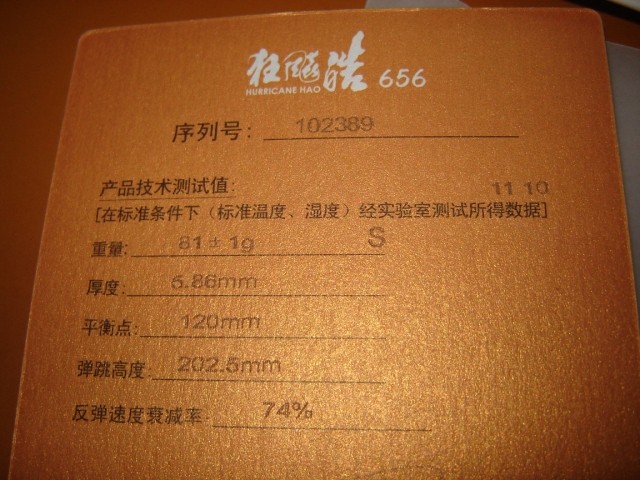 狂飚皓 656
HURRICANE HAO
序列号: 102389
产品技术测试值: 11 10
[在标准条件下（标准温度、湿度）经实验室测试所得数据]
重量: 81±1g S
厚度: 5.86mm
平衡点: 120mm
弹跳高度: 202.5mm
反弹速度衰减率: 74%